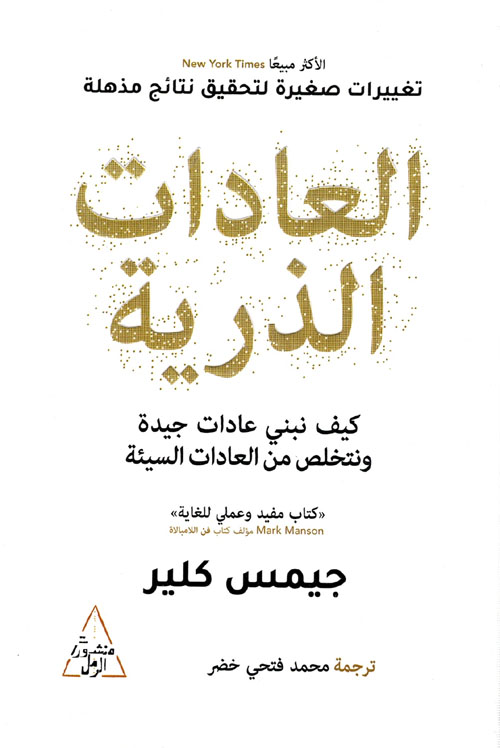 الأكثر مبيعًا New York Times
تغييرات صغيرة لتحقيق نتائج مذهلة
العادات
الذرية
كيف نبني عادات جيدة
ونتخلص من العادات السيئة
«كتاب مفيد وعملي للغاية»
Mark Manson مؤلف كتاب فن اللامبالاة
جيمس كلير
منشورات
الرمل
ترجمة محمد فتحي خضر